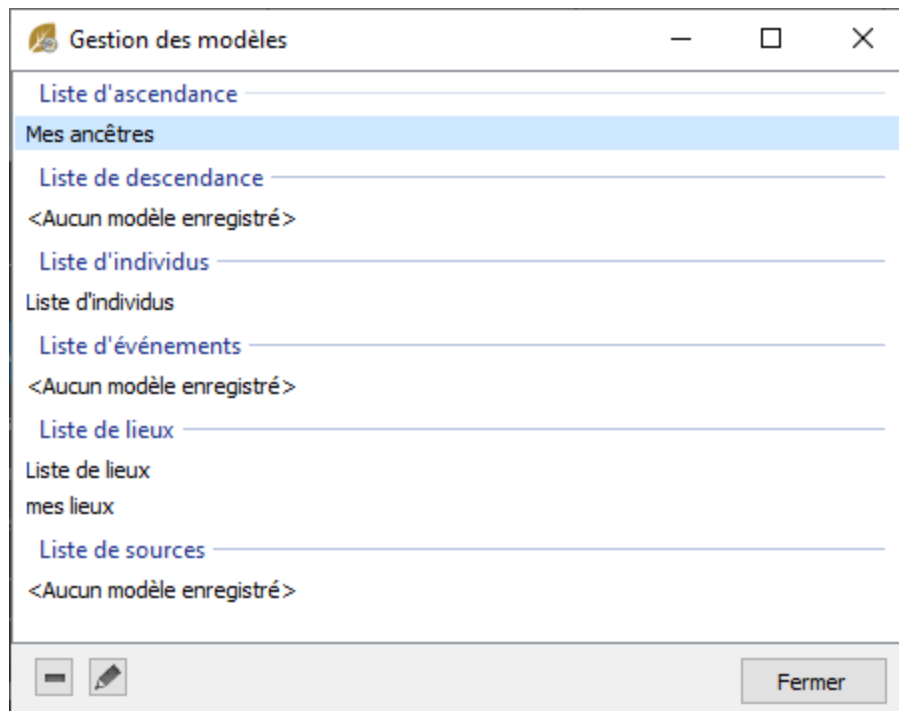 Gestion des modèles
Liste d'ascendance
Mes ancêtres
Liste de descendance
<Aucun modèle enregistré>
Liste d'individus
Liste d'individus
Liste d'événements
<Aucun modèle enregistré>
Liste de lieux
Liste de lieux
mes lieux
Liste de sources
<Aucun modèle enregistré>
Fermer